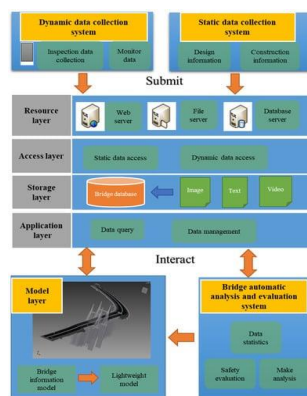 Dynamic data collection
system
Inspection data
collection
Monitor
data
Static data collection
system
Design
information
Construction
information
Submit
Resource
layer
Web
server
File
server
Database
server
Access layer
Static data access
Dynamic data access
Storage
layer
Bridge database
Image
Text
Video
Application
layer
Data query
Data management
Interact
Model
layer
Bridge
information
model
Lightweight
model
Bridge automatic
analysis and evaluation
system
Data
statistics
Safety
evaluation
Make
analysis